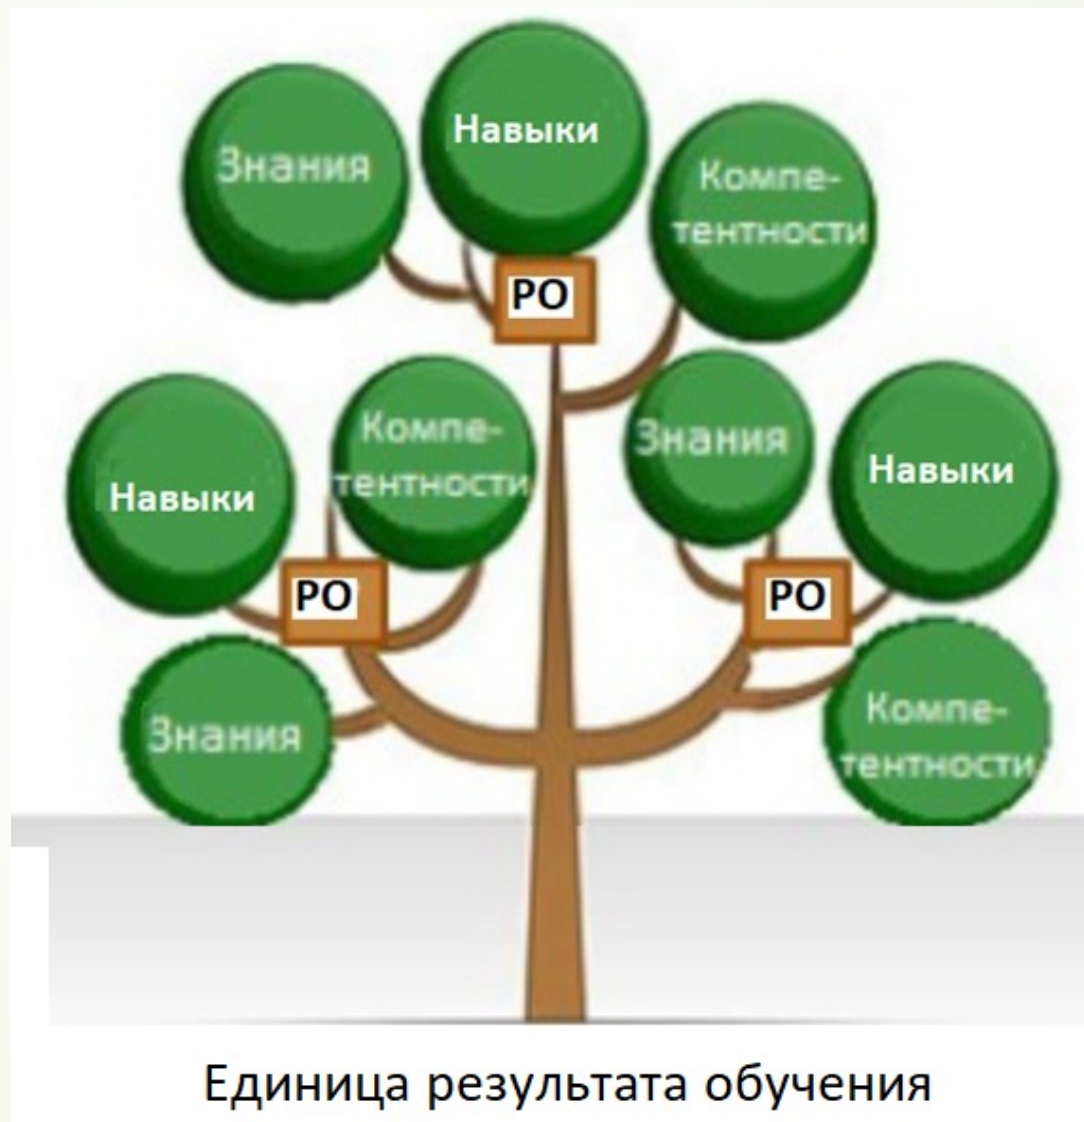 Навыки
Знания
Компе-
тентности
РО
Компе-
тентности
Знания
Навыки
Навыки
РО
РО
Знания
Компе-
тентности
Единица результата обучения